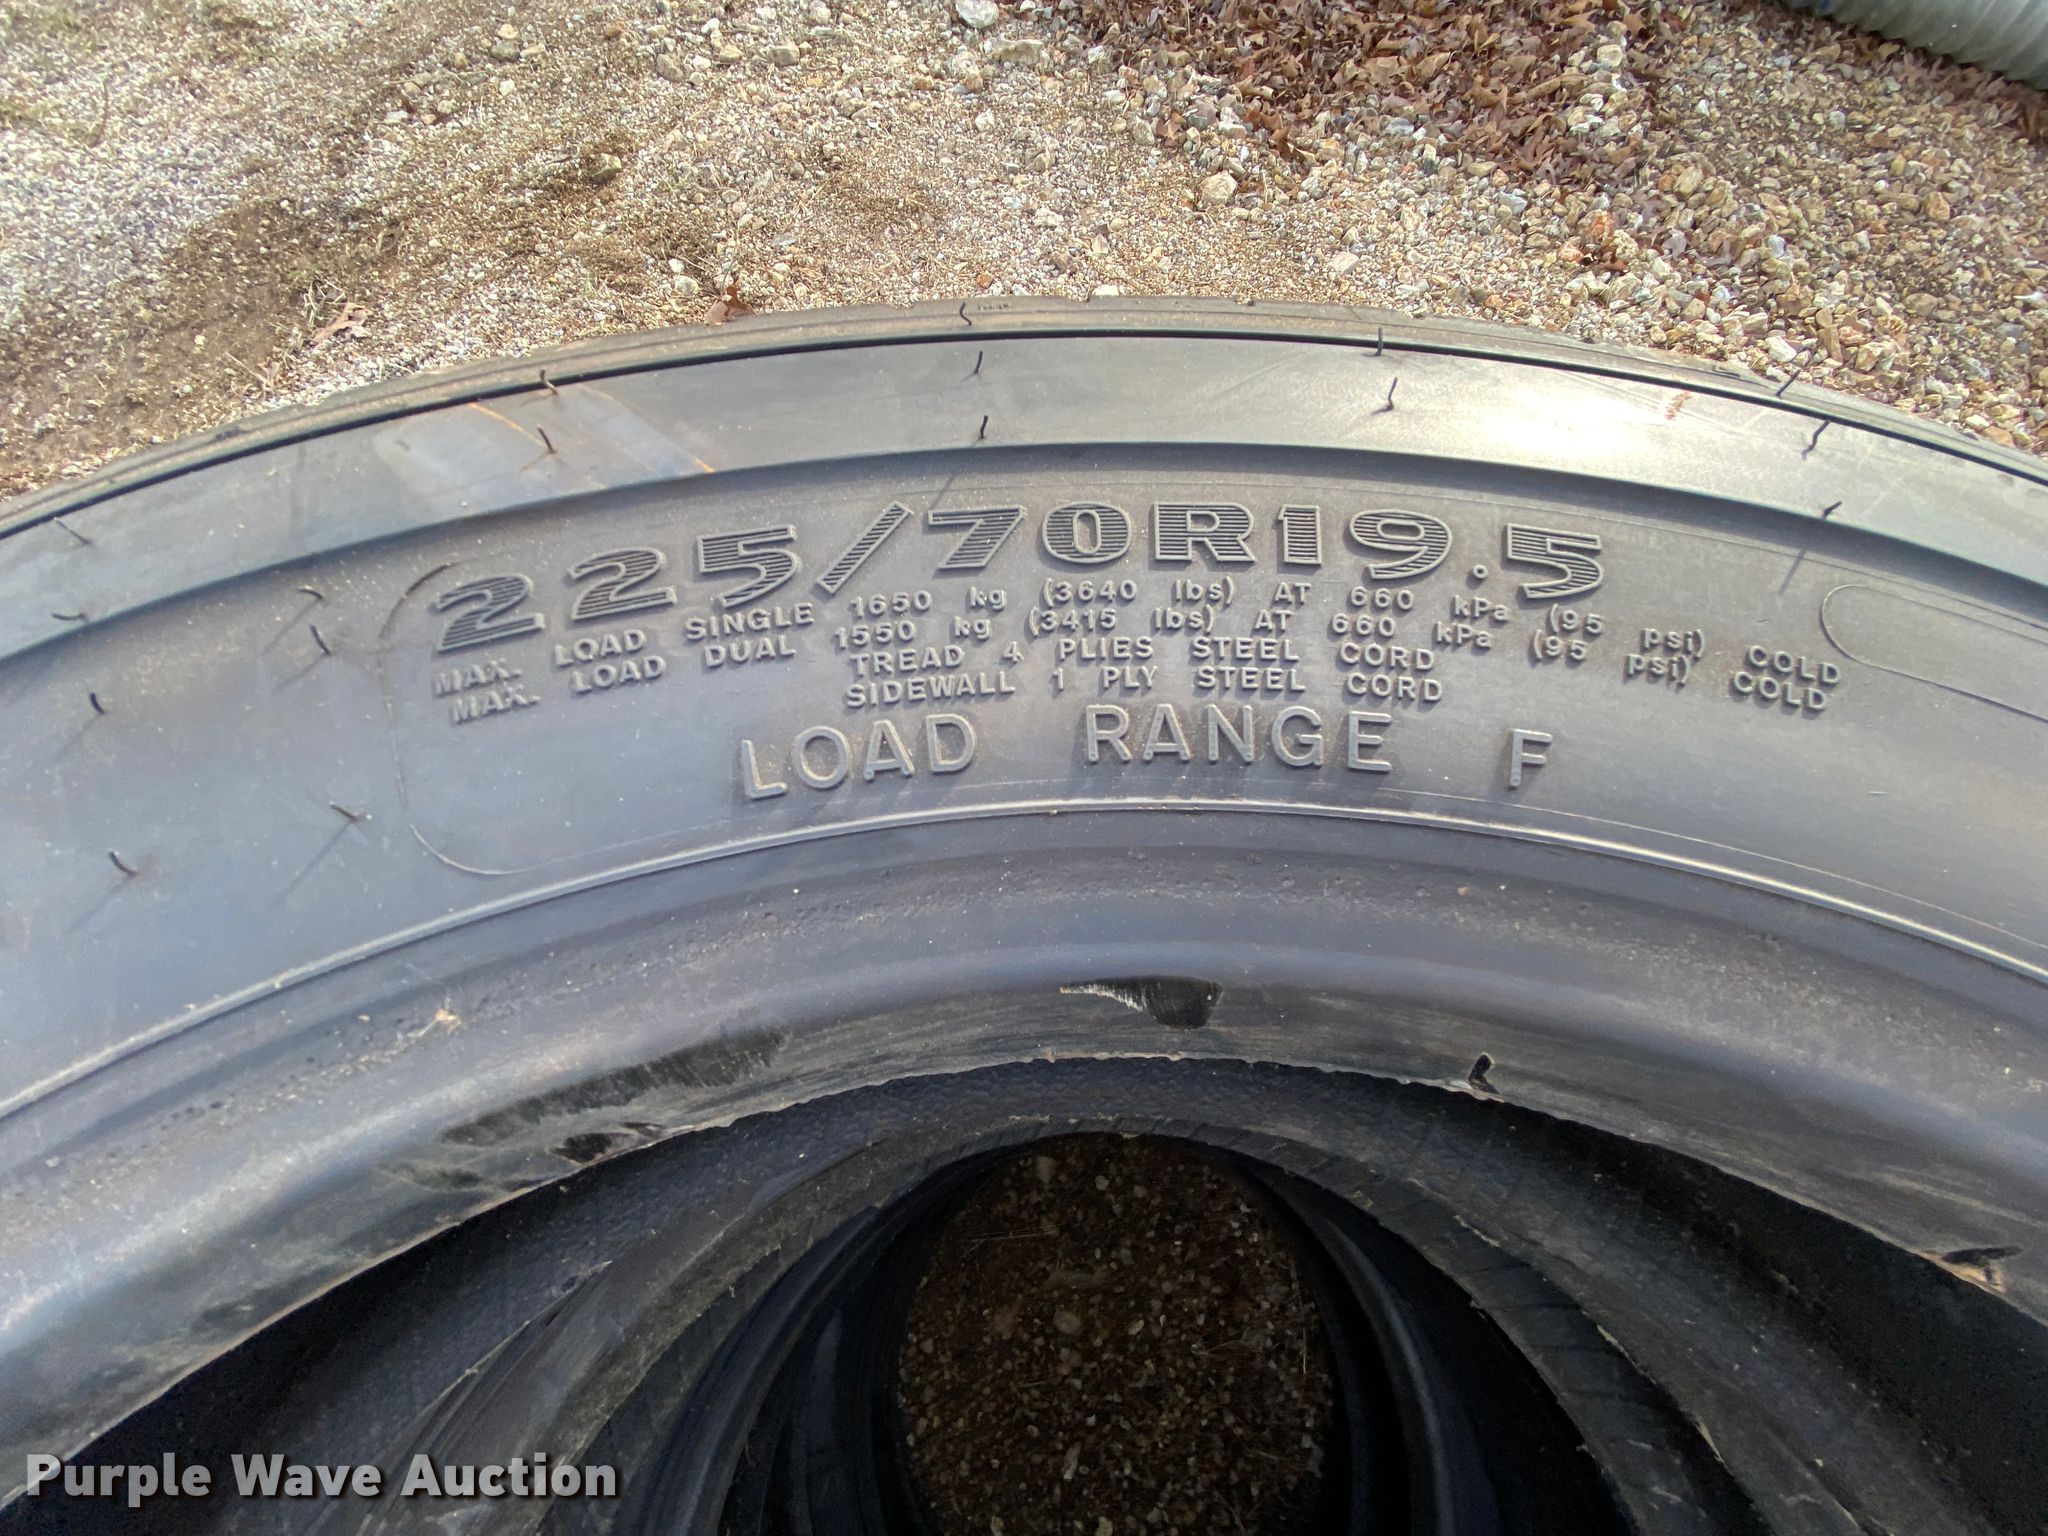 225/70R19.5
MAX. LOAD SINGLE 1650 kg (3640 lbs) AT 660 kPa (95 psi) COLD
MAX. LOAD DUAL 1550 kg (3415 lbs) AT 660 kPa (95 psi) COLD
TREAD 4 PLIES STEEL CORD
SIDEWALL 1 PLY STEEL CORD
LOAD RANGE F
Purple Wave Auction